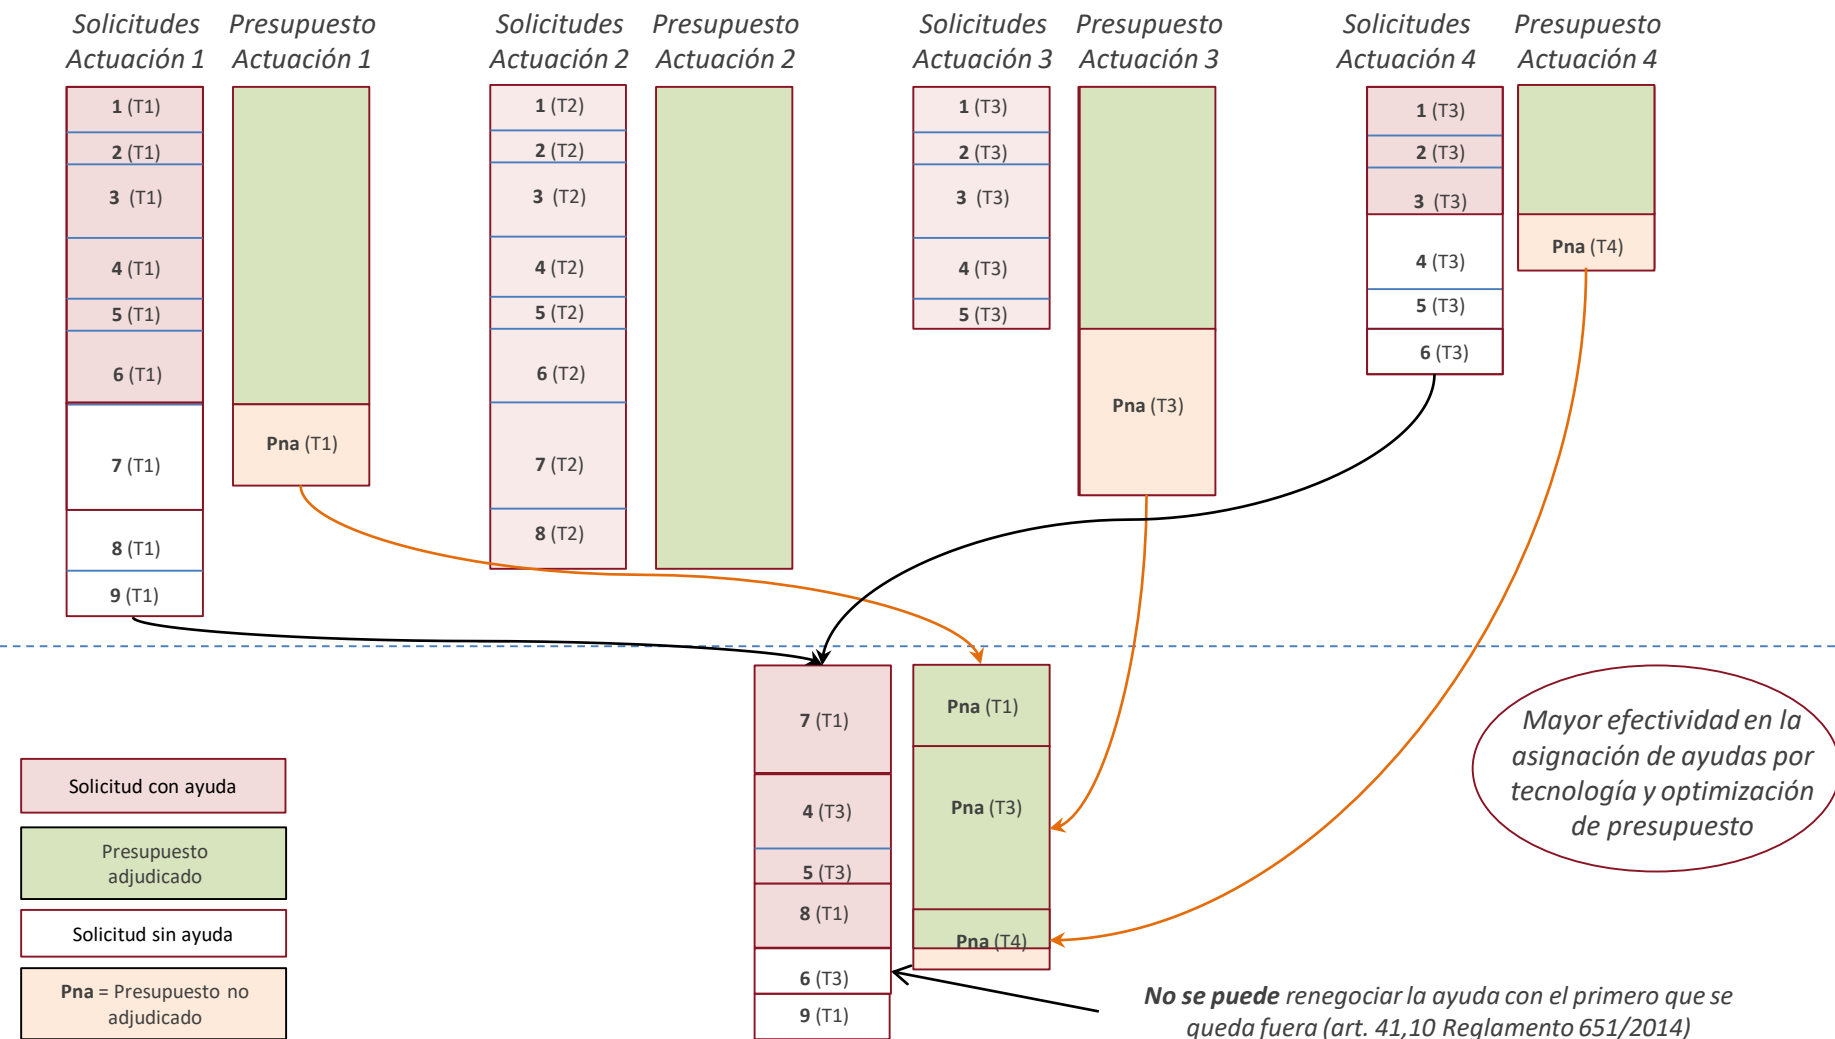 Solicitudes
Actuación 1
Presupuesto
Actuación 1
Solicitudes
Actuación 2
Presupuesto
Actuación 2
Solicitudes
Actuación 3
Presupuesto
Actuación 3
Solicitudes
Actuación 4
Presupuesto
Actuación 4
1 (T1)
2 (T1)
3 (T1)
4 (T1)
5 (T1)
6 (T1)
7 (T1)
8 (T1)
9 (T1)
Pna (T1)
1 (T2)
2 (T2)
3 (T2)
4 (T2)
5 (T2)
6 (T2)
7 (T2)
8 (T2)
1 (T3)
2 (T3)
3 (T3)
4 (T3)
5 (T3)
Pna (T3)
1 (T3)
2 (T3)
3 (T3)
4 (T3)
5 (T3)
6 (T3)
Pna (T4)
7 (T1)
4 (T3)
5 (T3)
8 (T1)
6 (T3)
9 (T1)
Pna (T1)
Pna (T3)
Pna (T4)
Mayor efectividad en la
asignación de ayudas por
tecnología y optimización
de presupuesto
Solicitud con ayuda
Presupuesto
adjudicado
Solicitud sin ayuda
Pna = Presupuesto no
adjudicado
No se puede renegociar la ayuda con el primero que se
queda fuera (art. 41,10 Reglamento 651/2014)